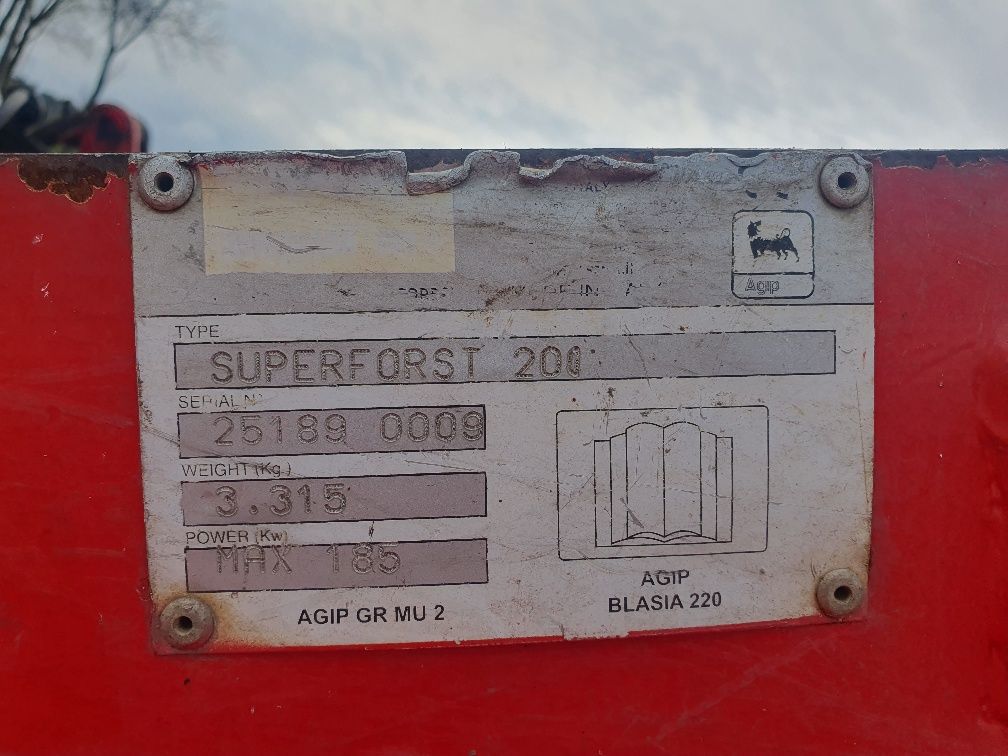 Agip
TYPE
SUPERFORST 200
SERIAL N°
25189 0009
WEIGHT (Kg.)
3.315
POWER (Kw)
MAX 185
AGIP GR MU 2
AGIP
BLASIA 220